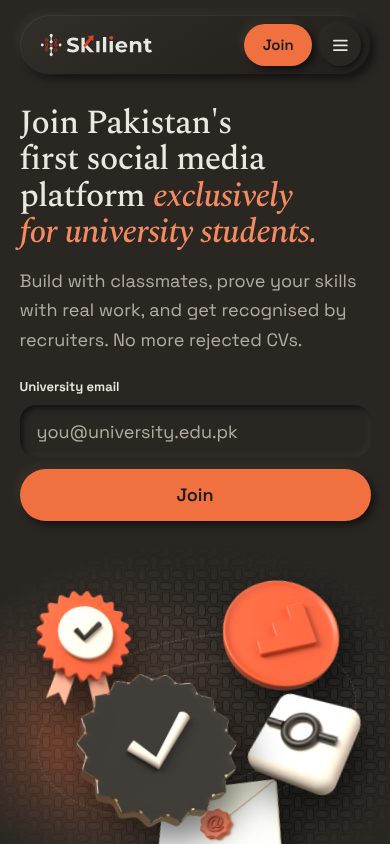 Skilient
Join
Join Pakistan's
first social media
platform exclusively
for university students.
Build with classmates, prove your skills
with real work, and get recognised by
recruiters. No more rejected CVs.
University email
you@university.edu.pk
Join
@